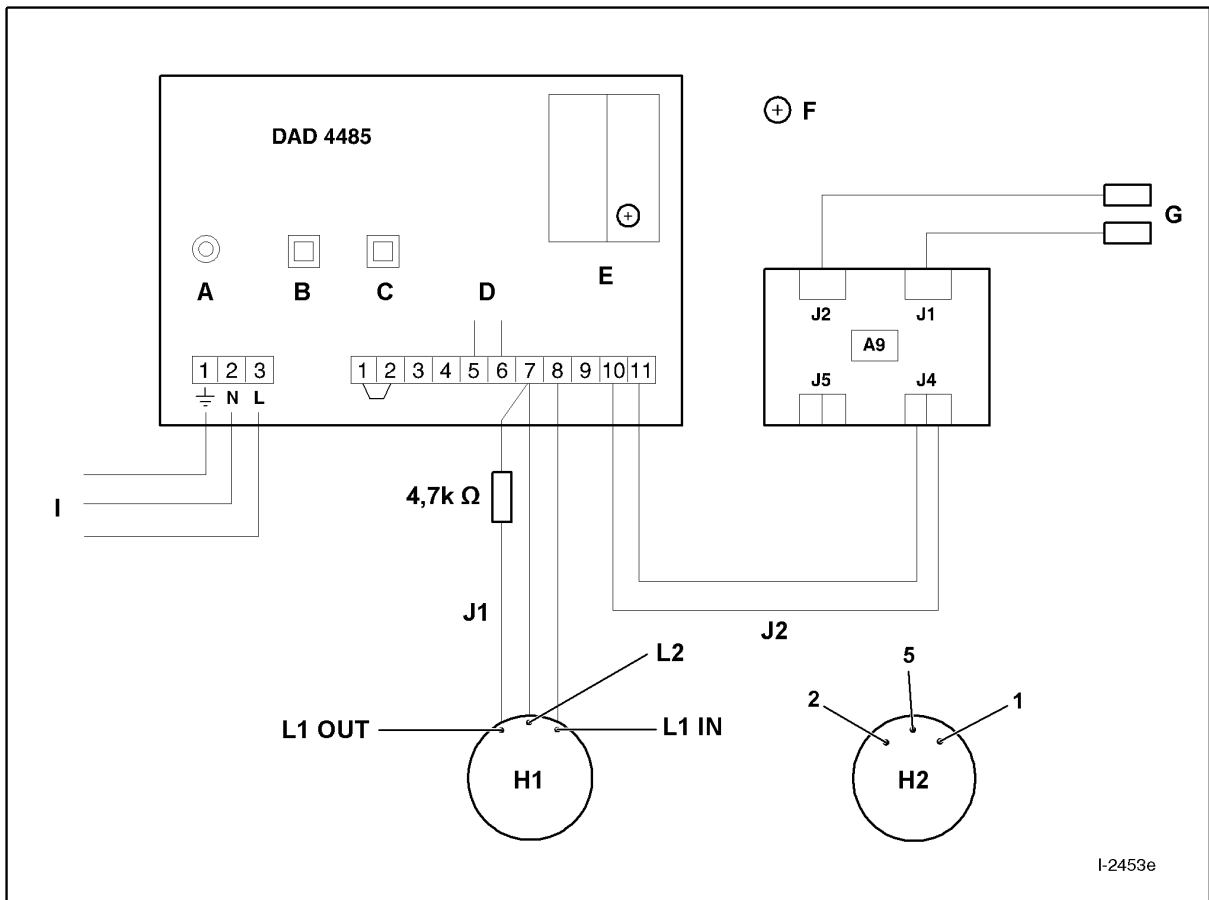 DAD 4485
F
G
A
B
C
D
E
J2
J1
A9
J5
J4
1 2 3
1 2 3 4 5 6 7 8 9 10 11
N L
I
4,7k Ω
J1
J2
L2
5
2
1
L1 OUT
L1 IN
H1
H2
I-2453e